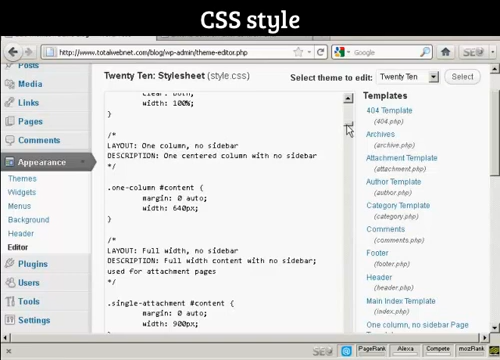 CSS style
http://www.totalwebnet.com/blog/wp-admin/theme-editor.php
Google
Posts
Media
Links
Pages
Comments
Appearance
Themes
Widgets
Menus
Background
Header
Editor
Plugins
Users
Tools
Settings
Twenty Ten: Stylesheet (style.css)
Select theme to edit: Twenty Ten Select
clear: both;
width: 100%;
}
/*
LAYOUT: One column, no sidebar
DESCRIPTION: One centered column with no sidebar
*/
.one-column #content {
margin: 0 auto;
width: 640px;
}
/*
LAYOUT: Full width, no sidebar
DESCRIPTION: Full width content with no sidebar;
used for attachment pages
*/
.single-attachment #content {
margin: 0 auto;
width: 900px;
Templates
404 Template
(404.php)
Archives
(archive.php)
Attachment Template
(attachment.php)
Author Template
(author.php)
Category Template
(category.php)
Comments
(comments.php)
Footer
(footer.php)
Header
(header.php)
Main Index Template
(index.php)
One column, no sidebar Page
PageRank Alexa Compete mozRank